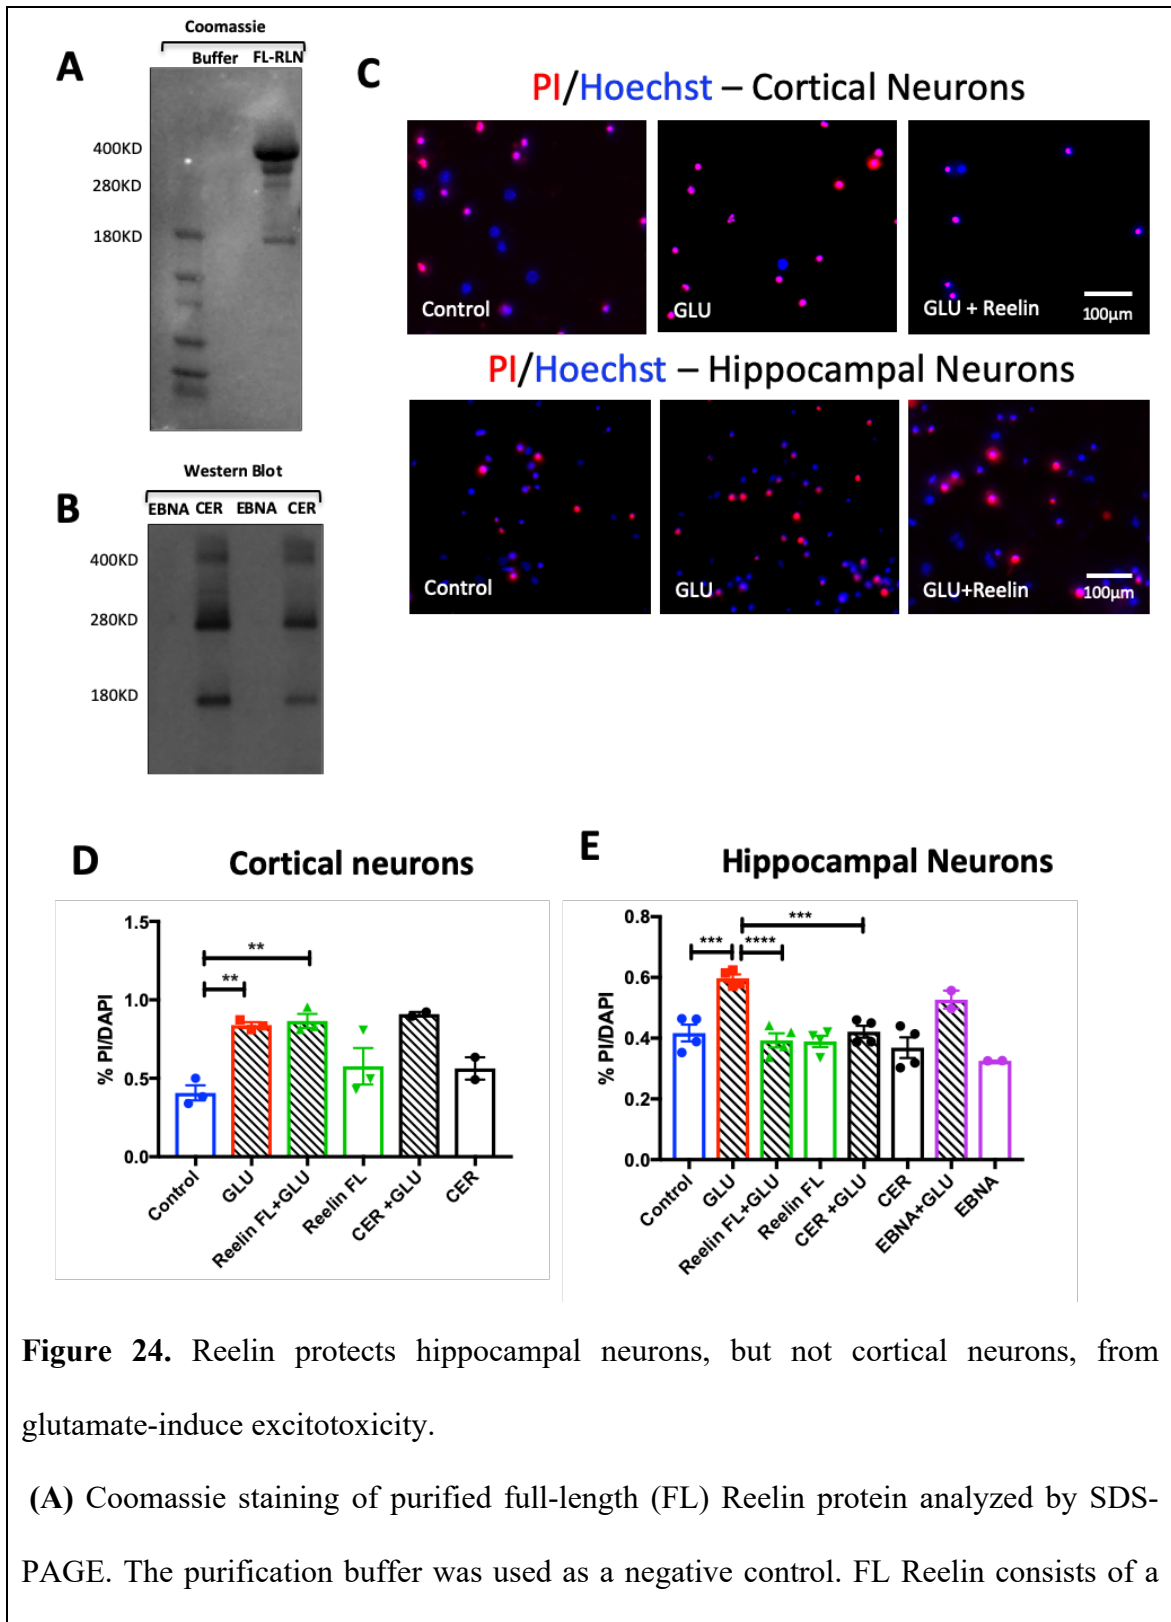 A
Coomassie
Buffer FL-RLN
400KD
280KD
180KD
B
Western Blot
EBNA CER EBNA CER
400KD
280KD
180KD
C
PI/Hoechst – Cortical Neurons
Control
GLU
GLU + Reelin
100µm
PI/Hoechst – Hippocampal Neurons
Control
GLU
GLU+Reelin
100µm
D
Cortical neurons
% PI/DAPI
1.5
1.0
0.5
0.0
**
**
Control
GLU
Reelin FL+GLU
Reelin FL
CER +GLU
CER
E
Hippocampal Neurons
% PI/DAPI
0.8
0.6
0.4
0.2
0.0
***
***
****
Control
GLU
Reelin FL+GLU
Reelin FL
CER +GLU
CER
EBNA+GLU
EBNA
Figure 24. Reelin protects hippocampal neurons, but not cortical neurons, from
glutamate-induce excitotoxicity.
(A) Coomassie staining of purified full-length (FL) Reelin protein analyzed by SDS-
PAGE. The purification buffer was used as a negative control. FL Reelin consists of a